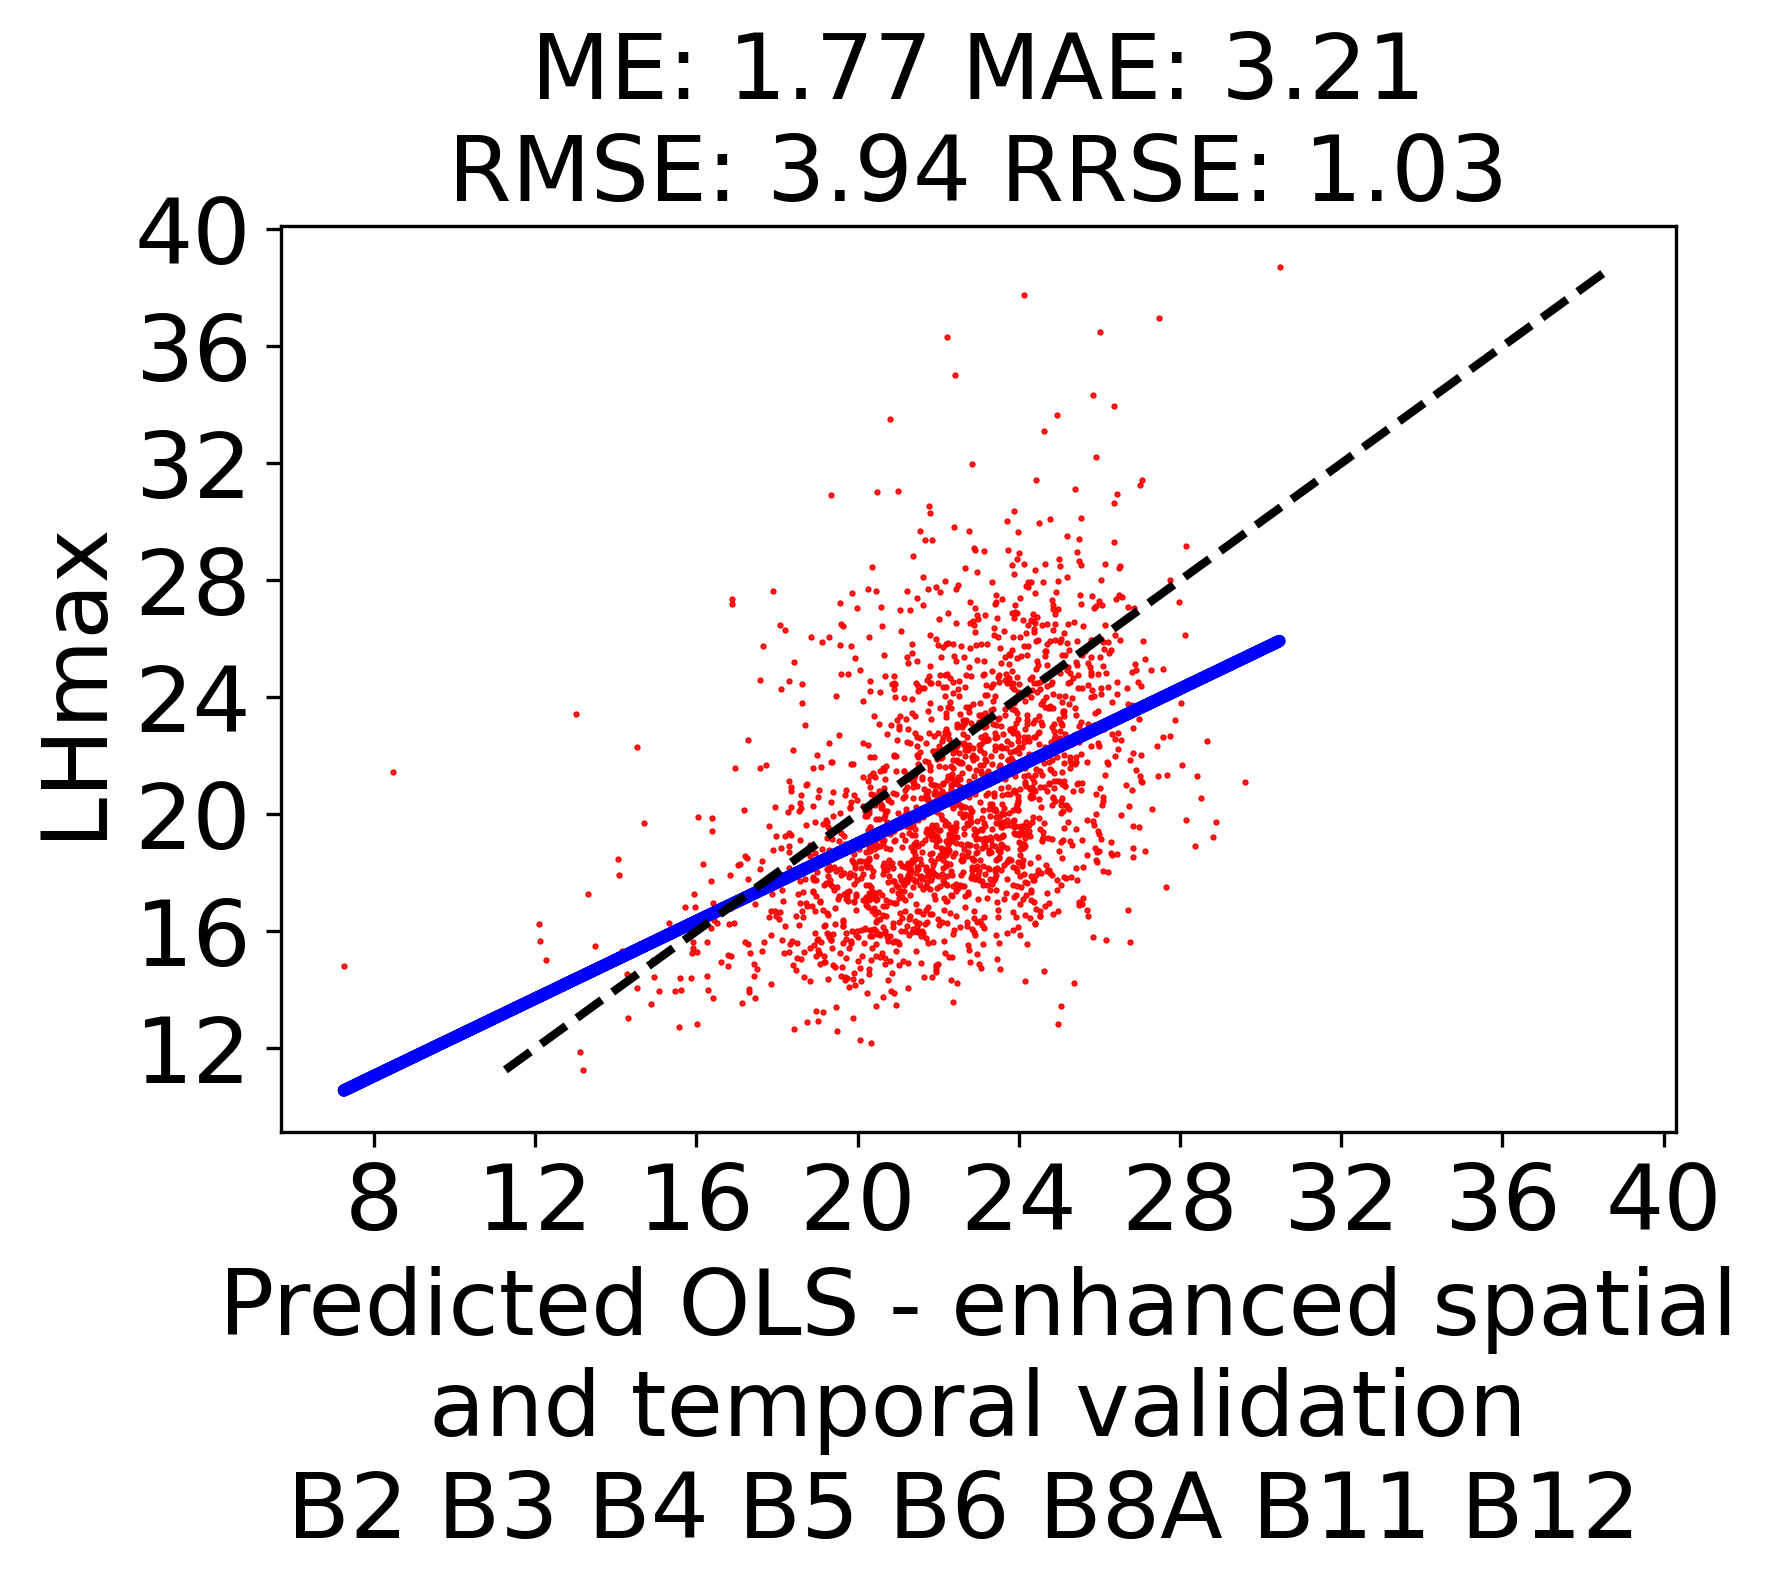 ME: 1.77 MAE: 3.21
RMSE: 3.94 RRSE: 1.03
40
36
32
28
24
20
16
12
LHmax
8 12 16 20 24 28 32 36 40
Predicted OLS - enhanced spatial
and temporal validation
B2 B3 B4 B5 B6 B8A B11 B12